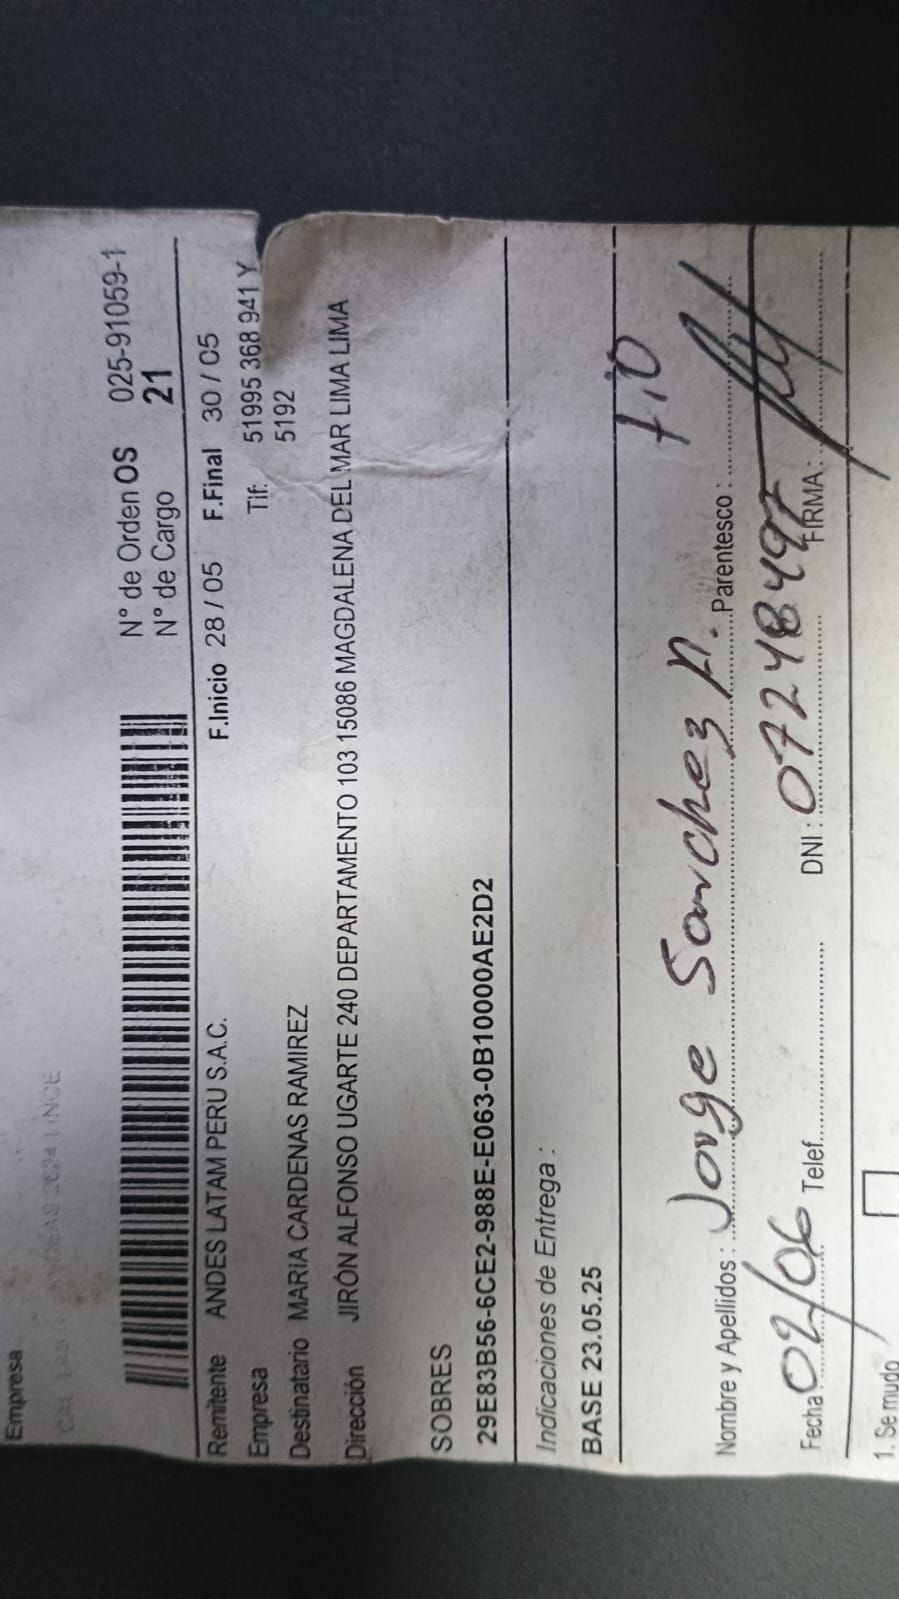 Empresa
2624 LINCE
N° de Orden OS 025-91059-1
N° de Cargo 21
F.Inicio 28 / 05 F.Final 30 / 05
Remitente ANDES LATAM PERU S.A.C.
Empresa Tlf: 51995 368 941 Y
5192
Destinatario MARIA CARDENAS RAMIREZ
Dirección JIRÓN ALFONSO UGARTE 240 DEPARTAMENTO 103 15086 MAGDALENA DEL MAR LIMA LIMA
SOBRES
29E83B56-6CE2-988E-E063-0B10000AE2D2
Indicaciones de Entrega :
BASE 23.05.25
Nombre y Apellidos : Jorge Sanchez R. Parentesco : tio
Fecha : 02/06 Telef. DNI : 07248497 FIRMA:
1. Se mudo